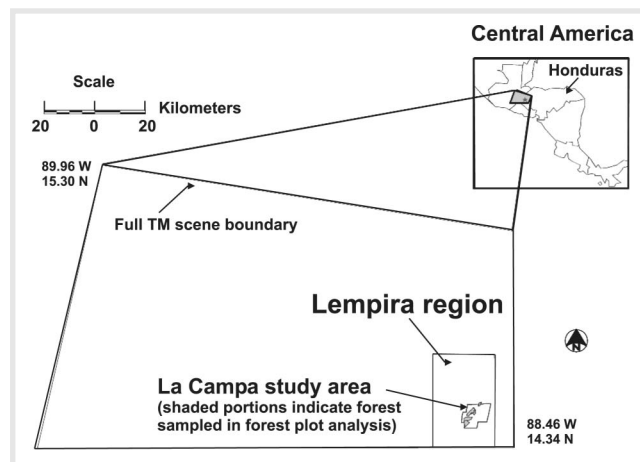 Central America
Honduras
Scale
Kilometers
20 0 20
89.96 W
15.30 N
Full TM scene boundary
Lempira region
N
La Campa study area
(shaded portions indicate forest
sampled in forest plot analysis)
88.46 W
14.34 N